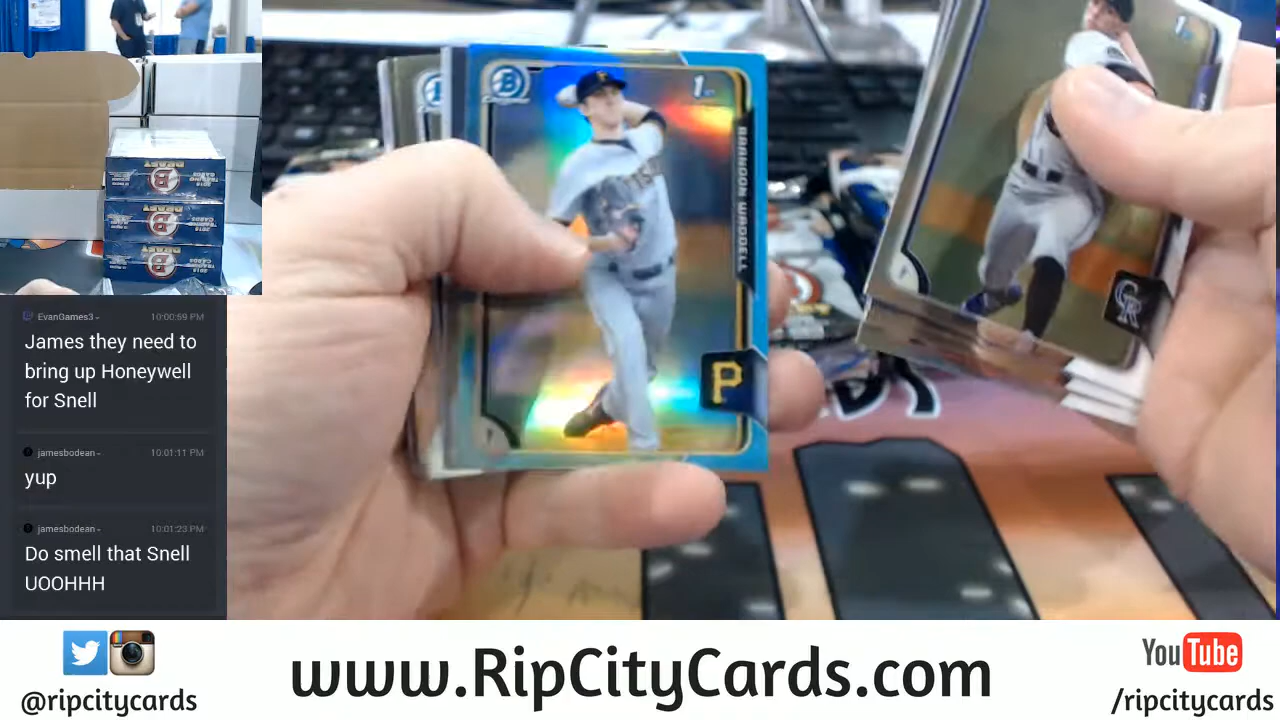 EvanGames3 10:00:59 PM
James they need to
bring up Honeywell
for Snell
jamesbodean 10:01:11 PM
yup
jamesbodean 10:01:23 PM
Do smell that Snell
UOOHHH
B
1st
BRANDON WADDELL
P
CR
DRAFT
www.RipCityCards.com
@ripcitycards
YouTube
/ripcitycards